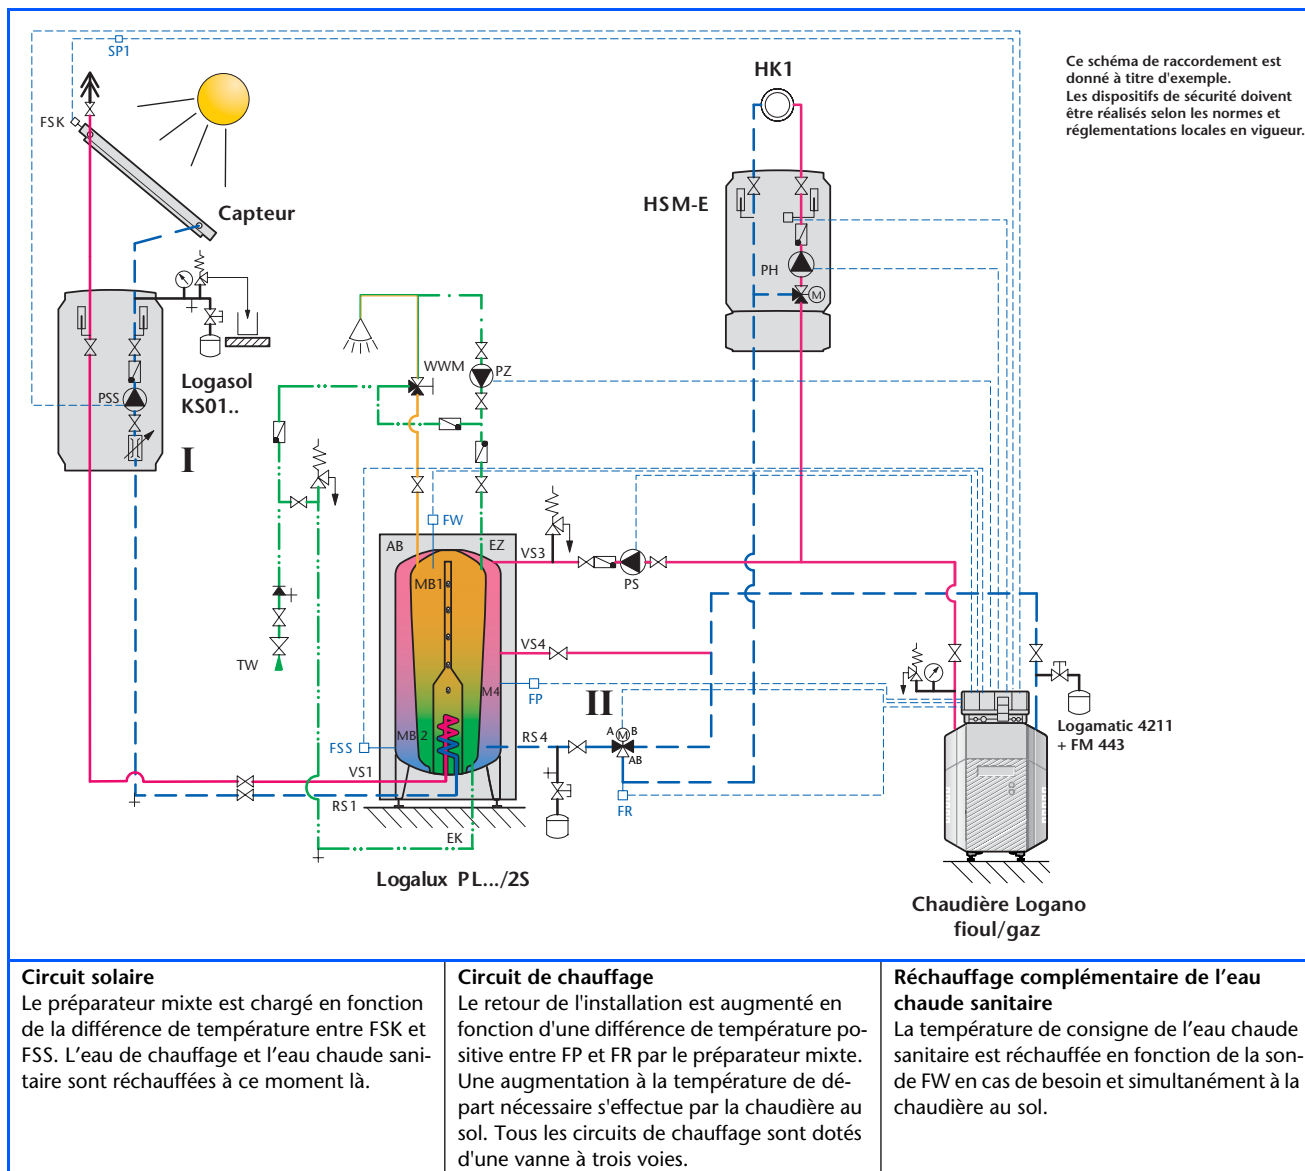 SP1
HK1
Ce schéma de raccordement est
donné à titre d'exemple.
Les dispositifs de sécurité doivent
être réalisés selon les normes et
réglementations locales en vigueur.
FSK
Capteur
HSM-E
PH
M
Logasol
KS01..
PSS
I
WWM
PZ
FW
AB
EZ
VS3
MB1
PS
TW
VS4
M4
FP
II
A M B
AB
MB 2
FSS
RS4
VS1
RS1
FR
EK
Logamatic 4211
+ FM 443
Logalux PL.../2S
Chaudière Logano
fioul/gaz
Circuit solaire
Le préparateur mixte est chargé en fonction
de la différence de température entre FSK et
FSS. L’eau de chauffage et l’eau chaude sani-
taire sont réchauffées à ce moment là.
Circuit de chauffage
Le retour de l'installation est augmenté en
fonction d'une différence de température po-
sitive entre FP et FR par le préparateur mixte.
Une augmentation à la température de dé-
part nécessaire s'effectue par la chaudière au
sol. Tous les circuits de chauffage sont dotés
d'une vanne à trois voies.
Réchauffage complémentaire de l’eau
chaude sanitaire
La température de consigne de l’eau chaude
sanitaire est réchauffée en fonction de la son-
de FW en cas de besoin et simultanément à la
chaudière au sol.